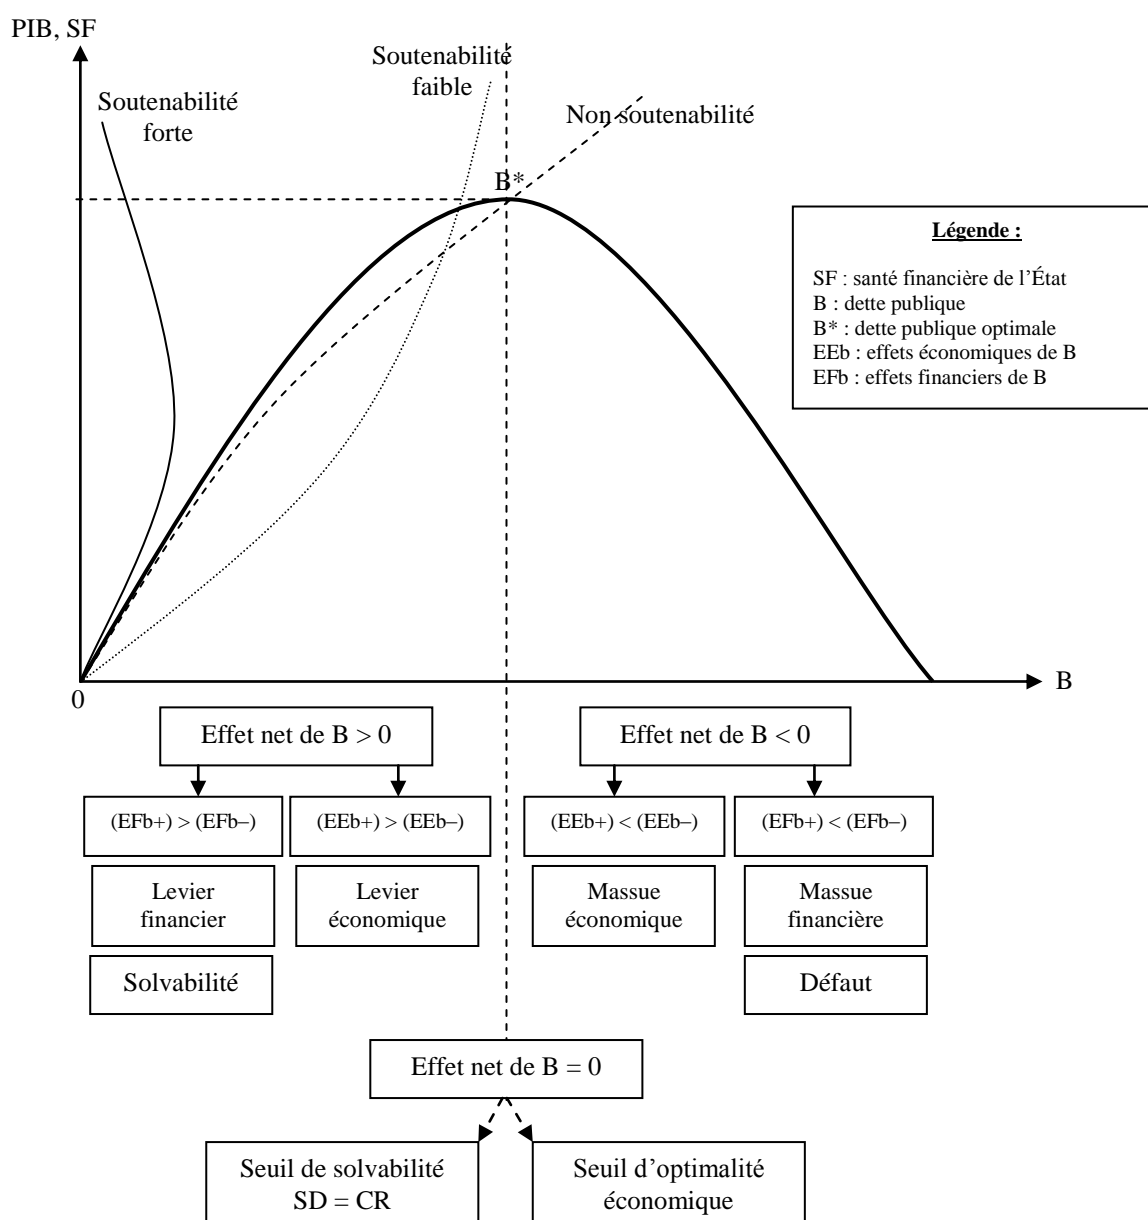 PIB, SF
Soutenabilité
faible
Soutenabilité
forte
Non soutenabilité
B*
Légende :
SF : santé financière de l’État
B : dette publique
B* : dette publique optimale
EEb : effets économiques de B
EFb : effets financiers de B
0
B
Effet net de B > 0
Effet net de B < 0
(EFb+) > (EFb–)
(EEb+) > (EEb–)
(EEb+) < (EEb–)
(EFb+) < (EFb–)
Levier
financier
Levier
économique
Massue
économique
Massue
financière
Solvabilité
Défaut
Effet net de B = 0
Seuil de solvabilité
SD = CR
Seuil d’optimalité
économique